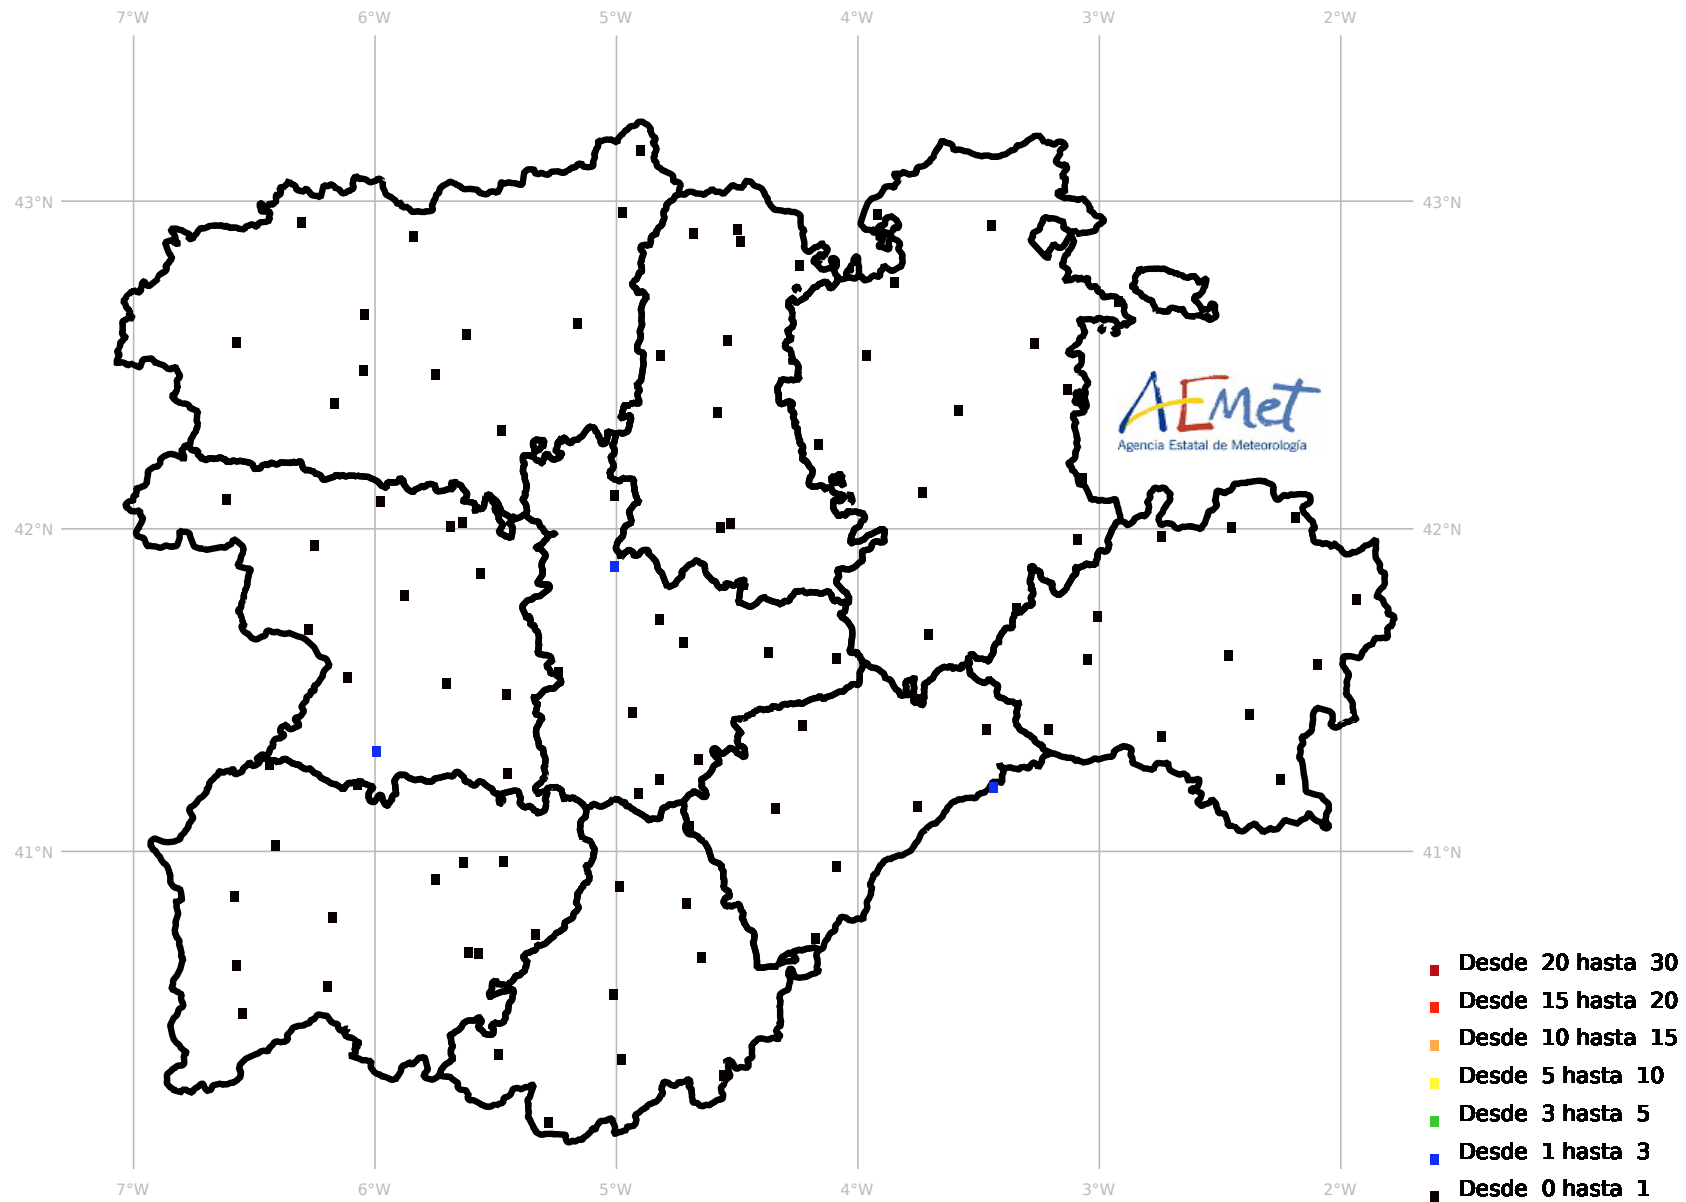 7°W 6°W 5°W 4°W 3°W 2°W
43°N 43°N
AEMet
Agencia Estatal de Meteorología
42°N 42°N
41°N 41°N
Desde 20 hasta 30
Desde 15 hasta 20
Desde 10 hasta 15
Desde 5 hasta 10
Desde 3 hasta 5
Desde 1 hasta 3
Desde 0 hasta 1
7°W 6°W 5°W 4°W 3°W 2°W